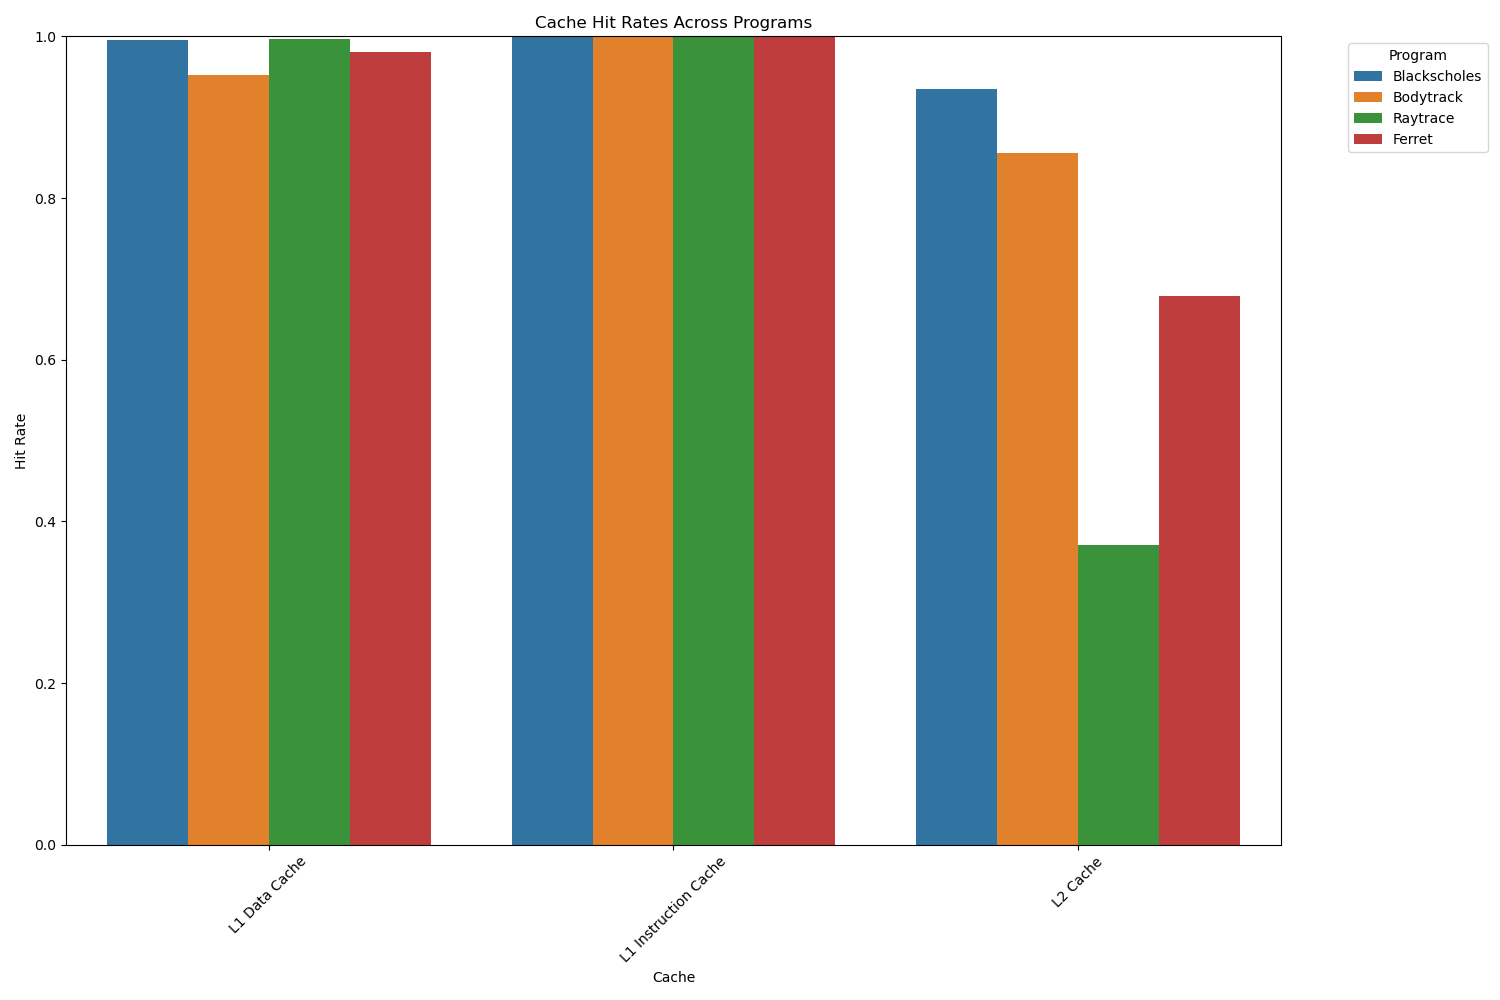 Cache Hit Rates Across Programs
1.0
0.8
0.6
0.4
0.2
0.0
Hit Rate
L1 Data Cache
L1 Instruction Cache
L2 Cache
Cache
Program
Blackscholes
Bodytrack
Raytrace
Ferret